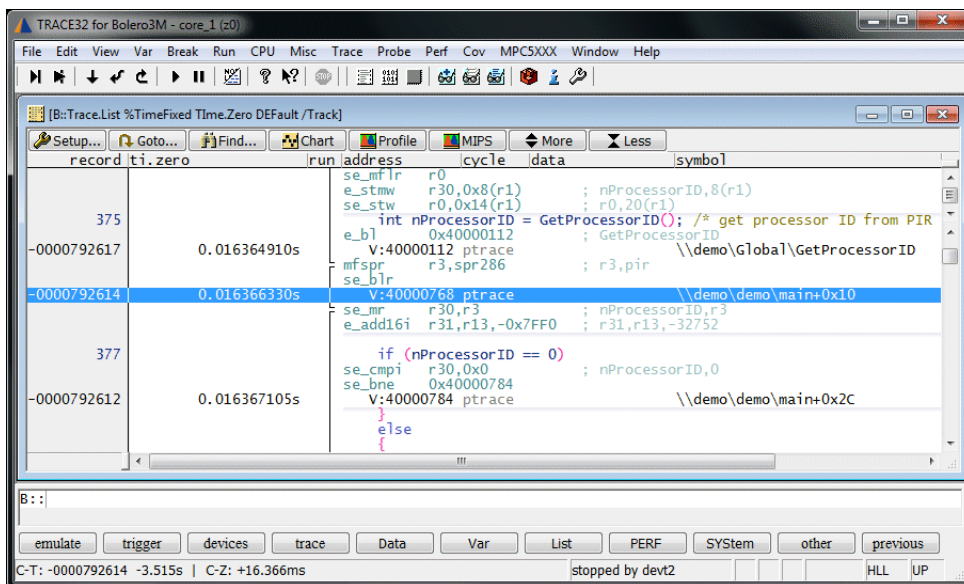 TRACE32 for Bolero3M - core_1 (z0)
File Edit View Var Break Run CPU Misc Trace Probe Perf Cov MPC5XXX Window Help
[B::Trace.List %TimeFixed TIme.Zero DEFault /Track]
Setup... Goto... Find... Chart Profile MIPS More Less
record ti.zero run address cycle data symbol
se_mflr r0
e_stmw r30,0x8(r1) ; nProcessorID,8(r1)
se_stw r0,0x14(r1) ; r0,20(r1)
375 int nProcessorID = GetProcessorID(); /* get processor ID from PIR
e_bl 0x40000112 ; GetProcessorID
-0000792617 0.016364910s V:40000112 ptrace \\demo\Global\GetProcessorID
mfspr r3,spr286 ; r3,pir
se_blr
-0000792614 0.016366330s V:40000768 ptrace \\demo\demo\main+0x10
se_mr r30,r3 ; nProcessorID,r3
e_add16i r31,r13,-0x7FF0 ; r31,r13,-32752
377 if (nProcessorID == 0)
se_cmpi r30,0x0 ; nProcessorID,0
se_bne 0x40000784
-0000792612 0.016367105s V:40000784 ptrace \\demo\demo\main+0x2C
}
else
{
B::
emulate trigger devices trace Data Var List PERF SYStem other previous
C-T: -0000792614 -3.515s | C-Z: +16.366ms stopped by devt2 HLL UP